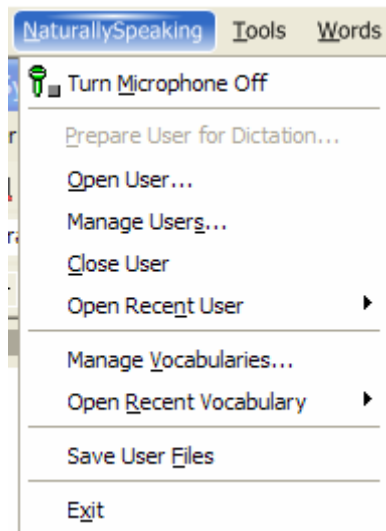 NaturallySpeaking Tools Words
Turn Microphone Off
Prepare User for Dictation...
Open User...
Manage Users...
Close User
Open Recent User
Manage Vocabularies...
Open Recent Vocabulary
Save User Files
Exit